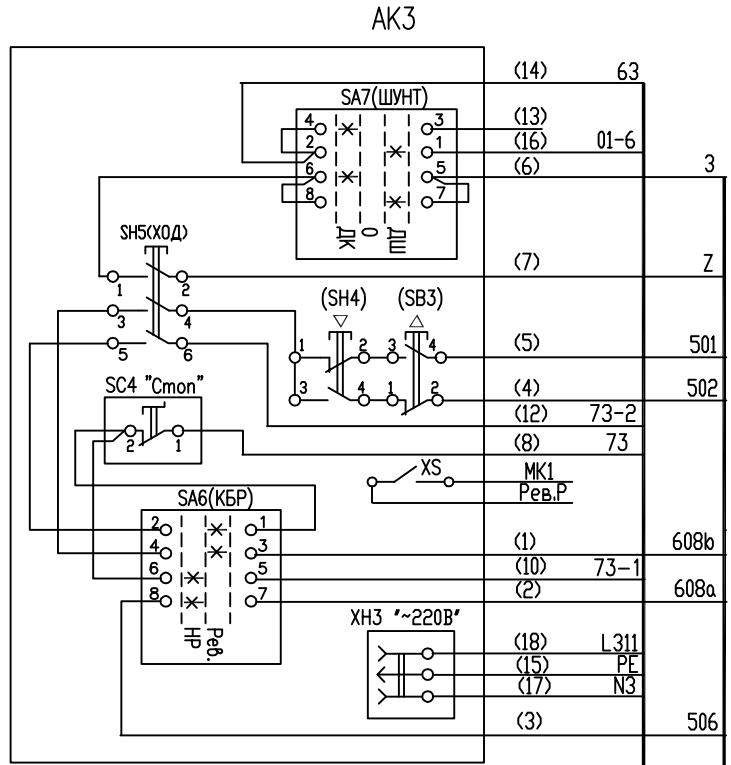 АК3
(14) 63
SA7(ШУНТ)
4 3 (13)
2 1 (16) 01-6
6 5 (6) 3
8 7
ДК 0 ДШ
SH5(ХОД)
1 2 (7) Z
3 4
5 6
(SH4) (SB3)
▽ △
1 2 3 4 (5) 501
3 4 1 2 (4) 502
(12) 73-2
SC4 "Стоп"
2 1 (8) 73
XS МК1
Рев.Р
SA6(КБР)
2 1
4 3 (1) 608b
6 5 (10) 73-1
8 7 (2) 608a
НР Рев.
ХН3 "~220В"
(18) L311
(15) PE
(17) N3
(3) 506